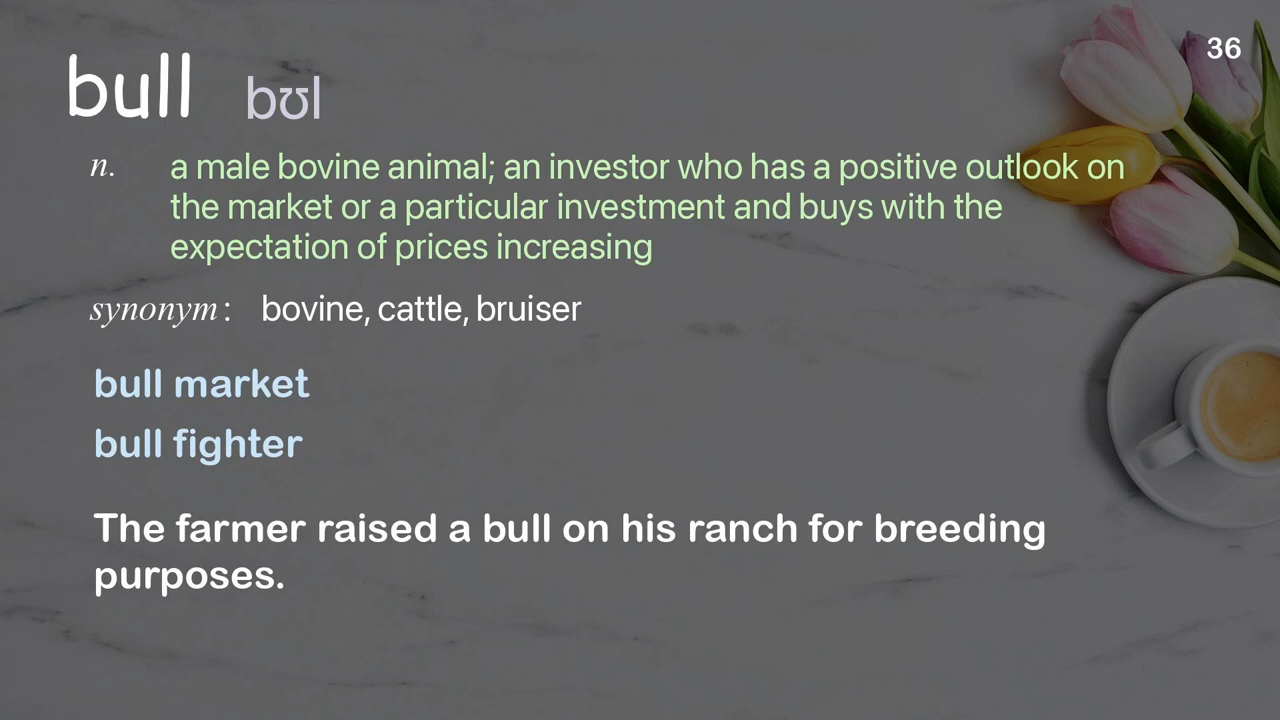 36
bull bʊl
n. a male bovine animal; an investor who has a positive outlook on
the market or a particular investment and buys with the
expectation of prices increasing
synonym: bovine, cattle, bruiser
bull market
bull fighter
The farmer raised a bull on his ranch for breeding
purposes.